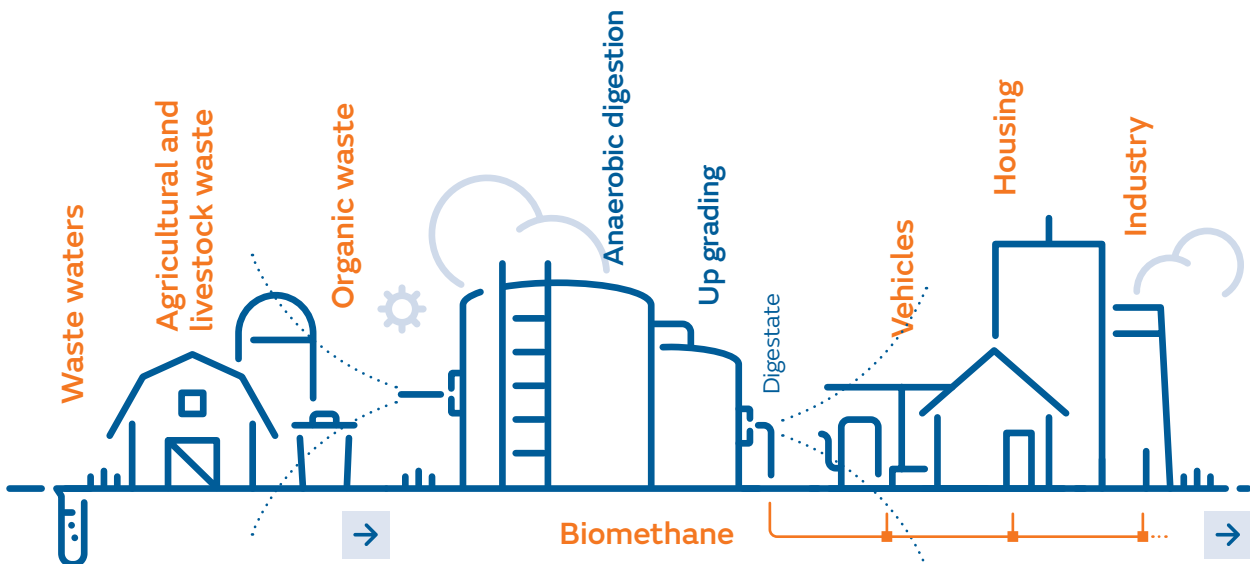 Waste waters
Agricultural and
livestock waste
Organic waste
Anaerobic digestion
Up grading
Digestate
Vehicles
Housing
Industry
Biomethane